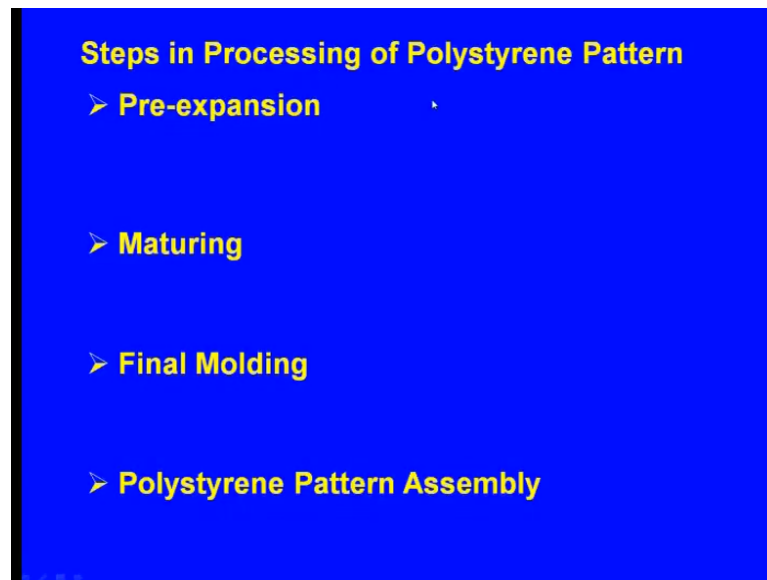 Steps in Processing of Polystyrene Pattern
➢ Pre-expansion
➢ Maturing
➢ Final Molding
➢ Polystyrene Pattern Assembly